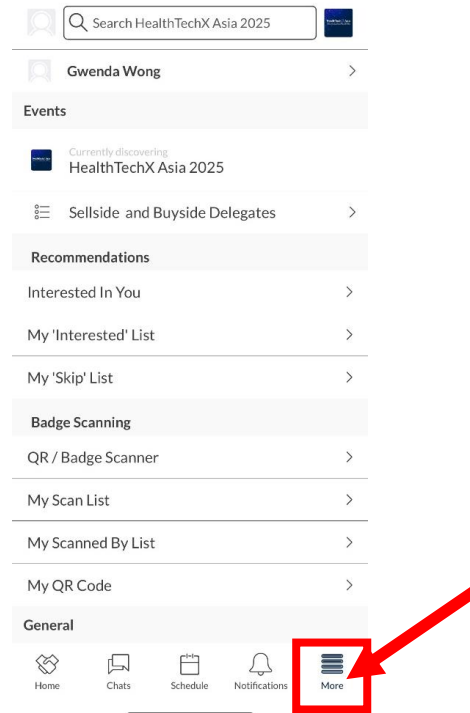 Search HealthTechX Asia 2025
Gwenda Wong
Events
Currently discovering
HealthTechX Asia 2025
Sellside and Buyside Delegates
Recommendations
Interested In You
My 'Interested' List
My 'Skip' List
Badge Scanning
QR / Badge Scanner
My Scan List
My Scanned By List
My QR Code
General
Home Chats Schedule Notifications More